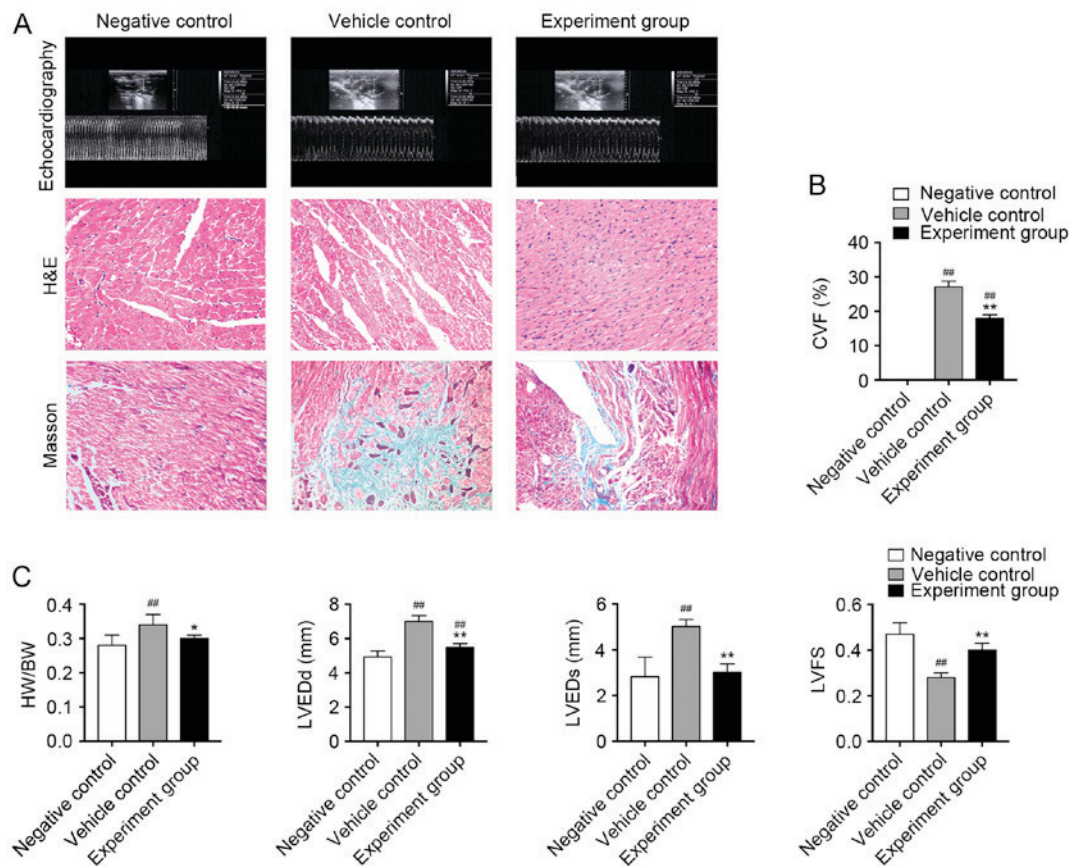 A
Negative control
Vehicle control
Experiment group
Echocardiography
H&E
Masson
B
Negative control
Vehicle control
Experiment group
CVF (%)
40
30
20
10
0
##
##
**
Negative control
Vehicle control
Experiment group
C
Negative control
Vehicle control
Experiment group
HW/BW
0.4
0.3
0.2
0.1
0.0
##
*
Negative control
Vehicle control
Experiment group
LVEDd (mm)
8
6
4
2
0
##
##
**
Negative control
Vehicle control
Experiment group
LVEDs (mm)
6
4
2
0
##
**
Negative control
Vehicle control
Experiment group
LVFS
0.6
0.4
0.2
0.0
##
**
Negative control
Vehicle control
Experiment group